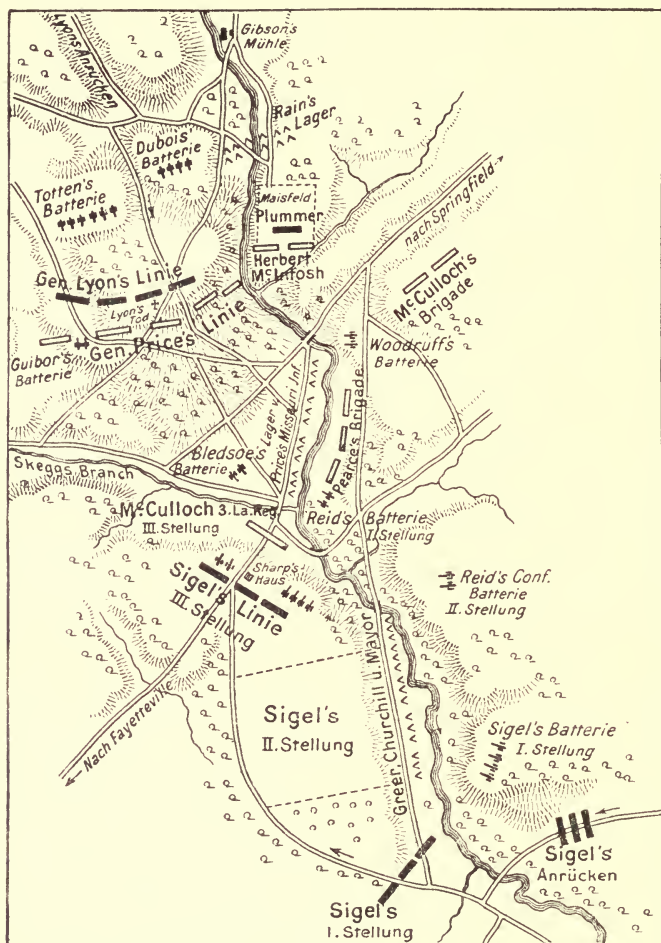 Gibson's
Mühle
Lyons Anrücken
Rain's
Lager
Dubois
Batterie
Totten's
Batterie
Maisfeld
Plummer
nach Springfield
Herbert
McIntosh
McCulloch's
Brigade
Gen. Lyon's Linie
Lyon's
Tod
Gen. Price's Linie
Guibor's
Batterie
Woodruff's
Batterie
Lager v.
Price's Missouri Inf.
Pearce's Brigade
Bledsoe's
Batterie
Skeggs Branch
McCulloch 3. La. Reg.
III. Stellung
Reid's Batterie
I. Stellung
Sharp's
Haus
Sigel's Linie
III. Stellung
Reid's Conf.
Batterie
II. Stellung
Nach Fayetteville
Greer, Churchill u. Mayor
Sigel's
II. Stellung
Sigel's Batterie
I. Stellung
Sigel's
Anrücken
Sigel's
I. Stellung